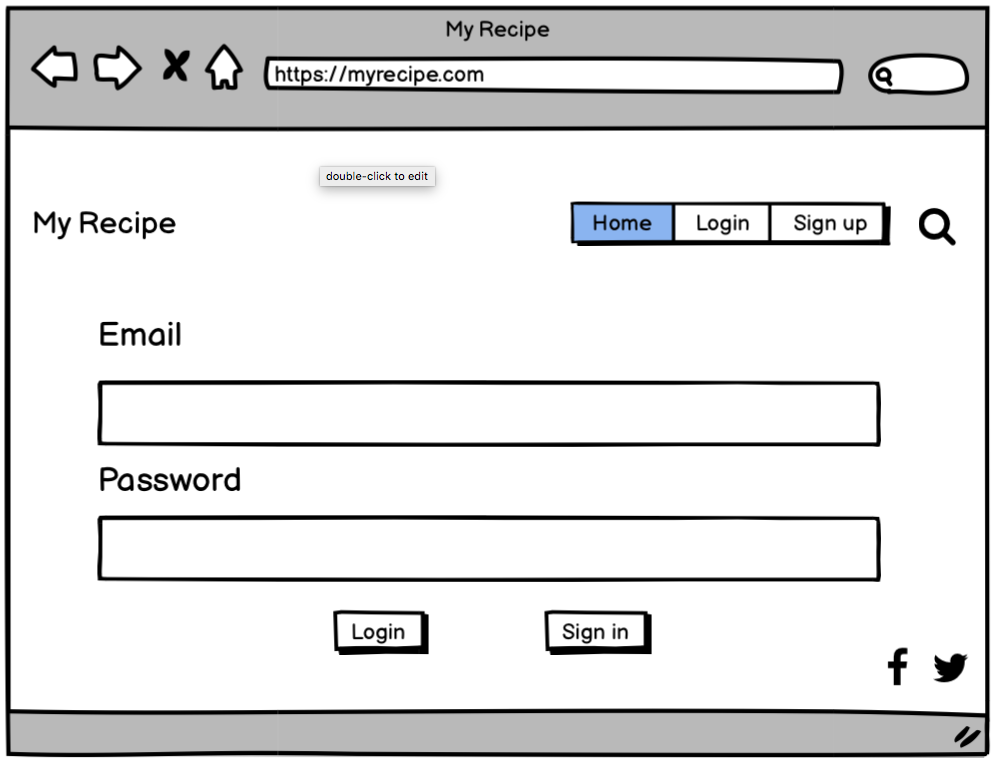 My Recipe
https://myrecipe.com
double-click to edit
My Recipe
Home Login Sign up
Email
Password
Login Sign in